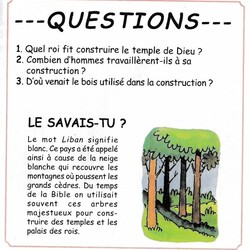 ---QUESTIONS---
1. Quel roi fit construire le temple de Dieu ?
2. Combien d'hommes travaillèrent-ils à sa
construction ?
3. D'où venait le bois utilisé dans la construction ?
LE SAVAIS-TU ?
Le mot Liban signifie
blanc. Ce pays a été appelé
ainsi à cause de la neige
blanche qui recouvre les
montagnes où poussent les
grands cèdres. Du temps
de la Bible on utilisait
souvent ces arbres
majestueux pour cons-
truire des temples et les
palais des rois.